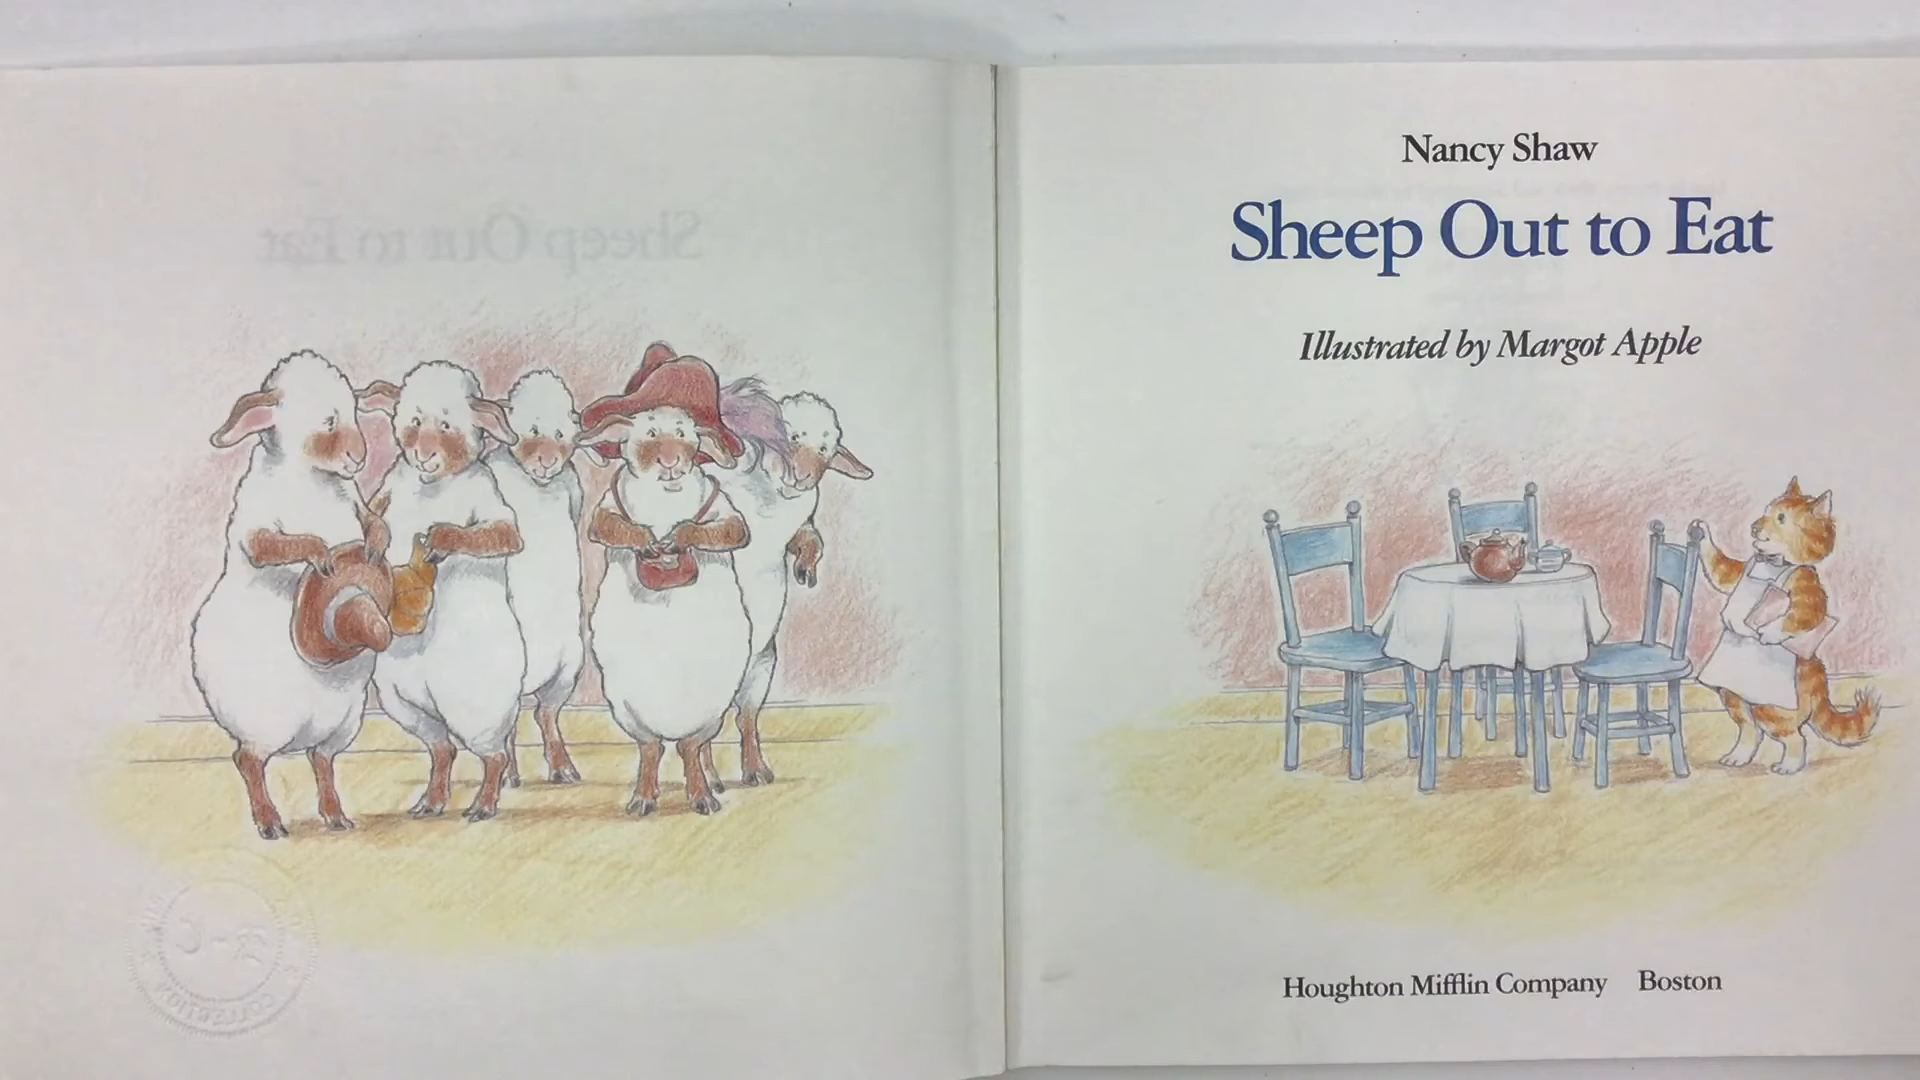 Nancy Shaw
Sheep Out to Eat
Illustrated by Margot Apple
Houghton Mifflin Company Boston